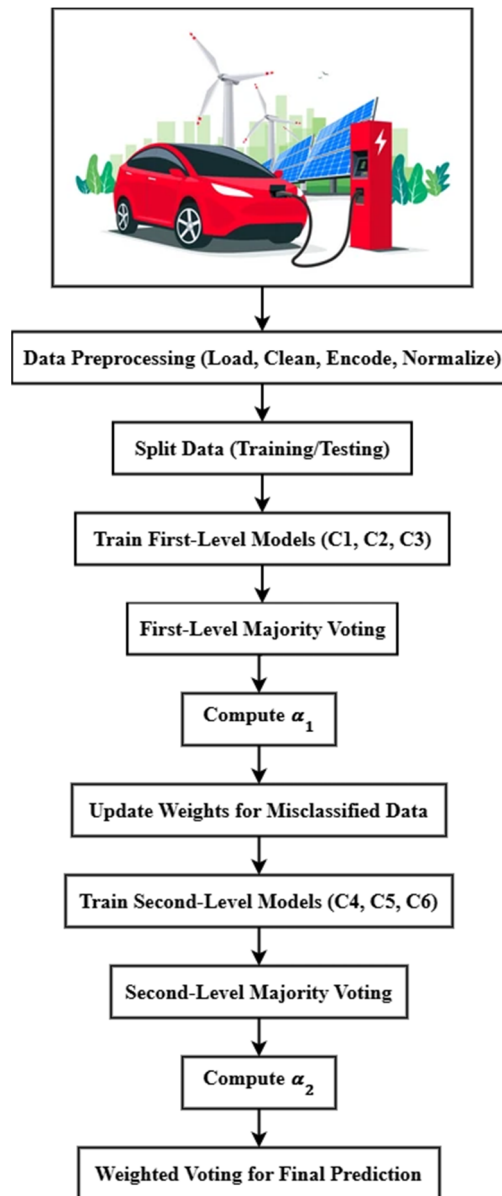 Data Preprocessing (Load, Clean, Encode, Normalize)
Split Data (Training/Testing)
Train First-Level Models (C1, C2, C3)
First-Level Majority Voting
Compute α₁
Update Weights for Misclassified Data
Train Second-Level Models (C4, C5, C6)
Second-Level Majority Voting
Compute α₂
Weighted Voting for Final Prediction